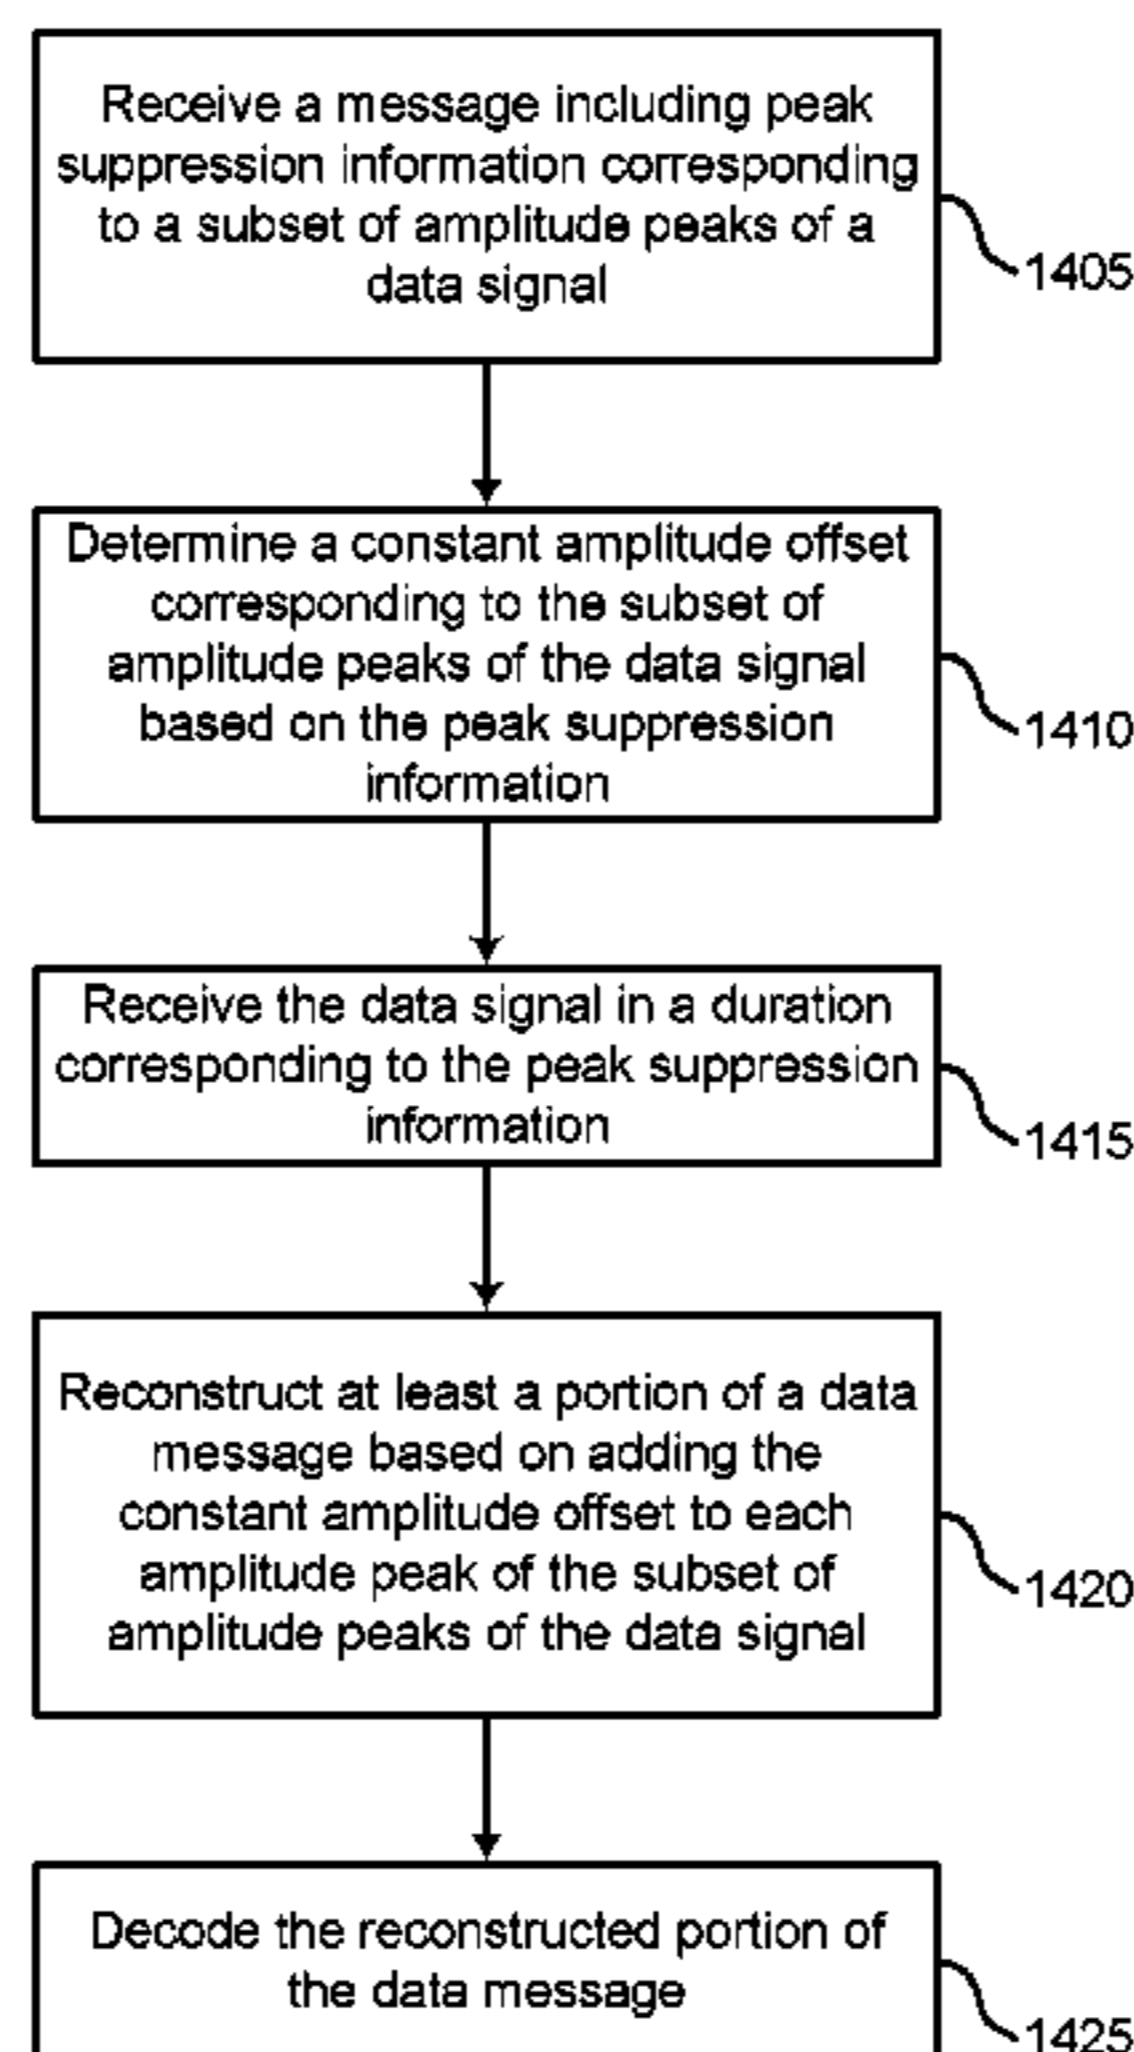 Receive a message including peak
suppression information corresponding
to a subset of amplitude peaks of a
data signal
1405
Determine a constant amplitude offset
corresponding to the subset of
amplitude peaks of the data signal
based on the peak suppression
information
1410
Receive the data signal in a duration
corresponding to the peak suppression
information
1415
Reconstruct at least a portion of a data
message based on adding the
constant amplitude offset to each
amplitude peak of the subset of
amplitude peaks of the data signal
1420
Decode the reconstructed portion of
the data message
1425